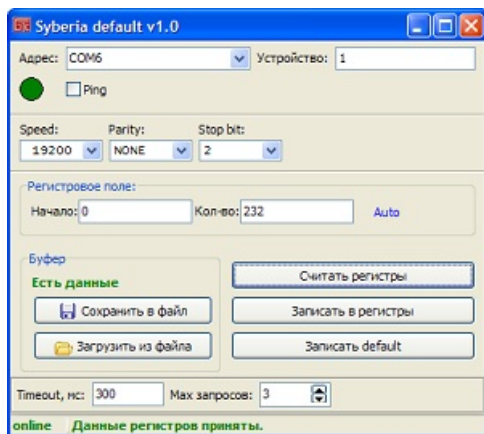 Syberia default v1.0
Адрес: COM6 Устройство: 1
Ping
Speed: Parity: Stop bit:
19200 NONE 2
Регистровое поле:
Начало: 0 Кол-во: 232 Auto
Буфер
Есть данные
Считать регистры
Сохранить в файл Записать в регистры
Загрузить из файла Записать default
Timeout, мс: 300 Max запросов: 3
online Данные регистров приняты.